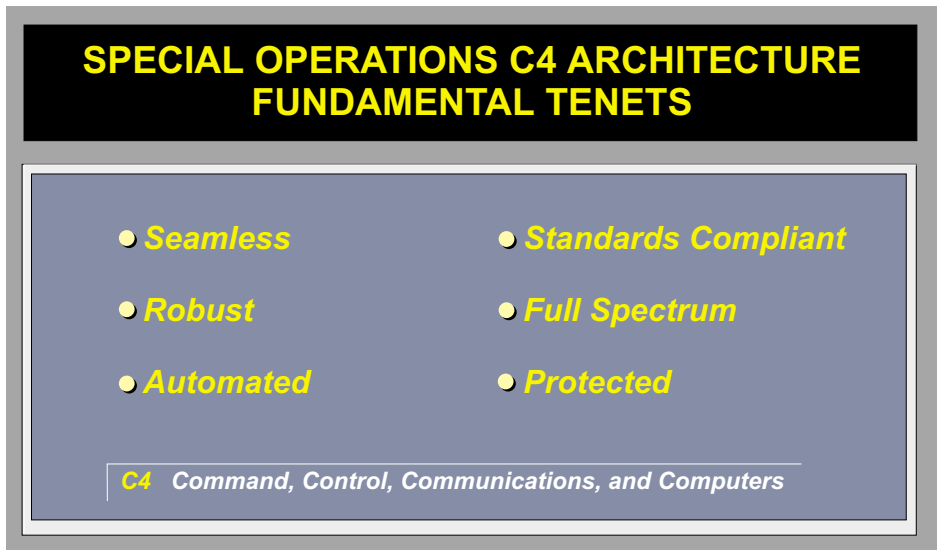 SPECIAL OPERATIONS C4 ARCHITECTURE
FUNDAMENTAL TENETS
Seamless
Robust
Automated
Standards Compliant
Full Spectrum
Protected
C4 Command, Control, Communications, and Computers